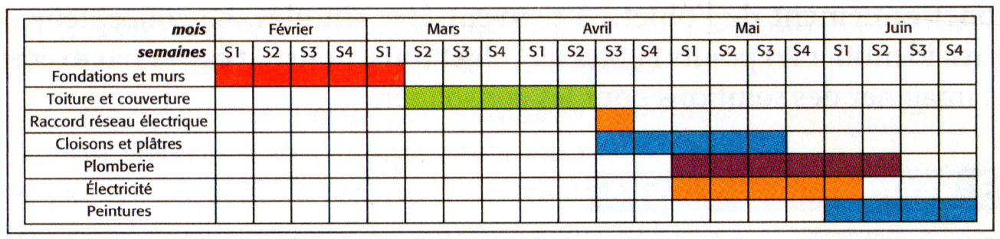 mois Février Mars Avril Mai Juin
semaines S1 S2 S3 S4 S1 S2 S3 S4 S1 S2 S3 S4 S1 S2 S3 S4 S1 S2 S3 S4
Fondations et murs
Toiture et couverture
Raccord réseau électrique
Cloisons et plâtres
Plomberie
Électricité
Peintures